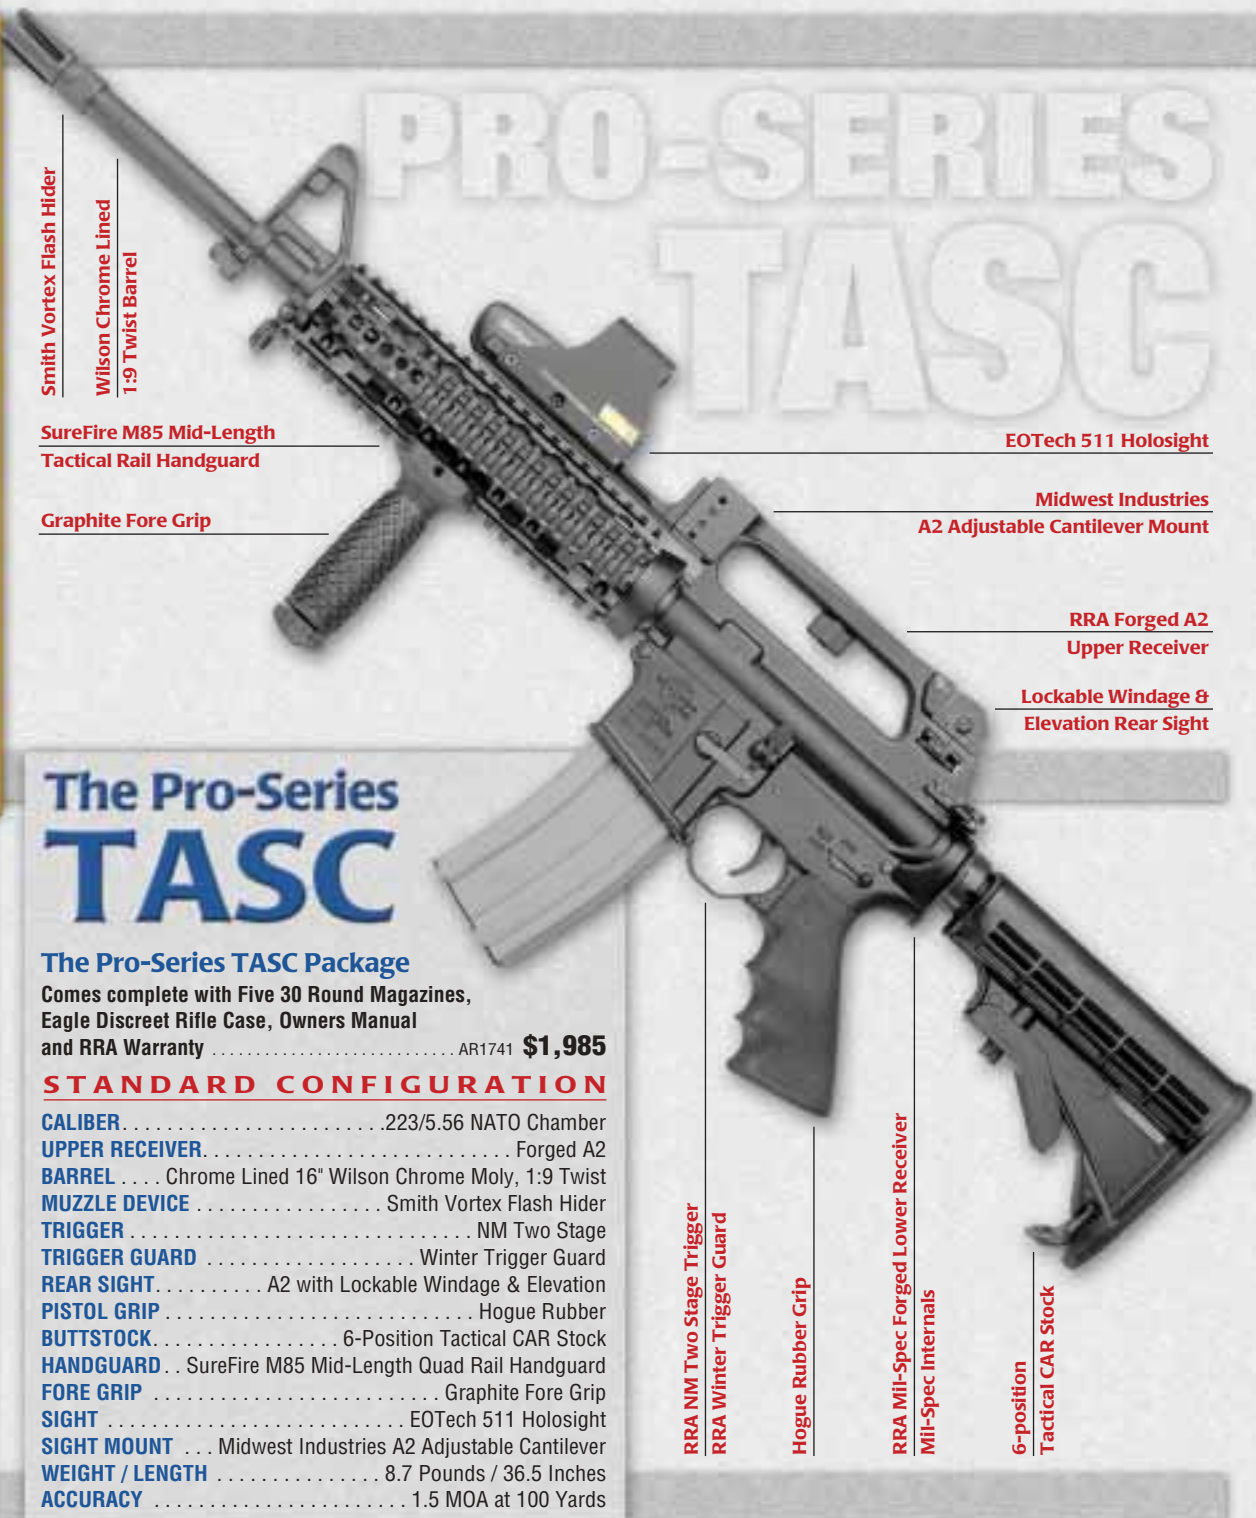 PRO-SERIES
TASC
Smith Vortex Flash Hider
Wilson Chrome Lined
1:9 Twist Barrel
SureFire M85 Mid-Length
Tactical Rail Handguard
Graphite Fore Grip
EOTech 511 Holosight
Midwest Industries
A2 Adjustable Cantilever Mount
RRA Forged A2
Upper Receiver
Lockable Windage &
Elevation Rear Sight
The Pro-Series
TASC
The Pro-Series TASC Package
Comes complete with Five 30 Round Magazines,
Eagle Discreet Rifle Case, Owners Manual
and RRA Warranty . . . . . . . . . . . . . . . . . . . . . . . . . . . . AR1741 $1,985
STANDARD CONFIGURATION
CALIBER. . . . . . . . . . . . . . . . . . . . . . . .223/5.56 NATO Chamber
UPPER RECEIVER. . . . . . . . . . . . . . . . . . . . . . . . . . . . Forged A2
BARREL . . . . Chrome Lined 16" Wilson Chrome Moly, 1:9 Twist
MUZZLE DEVICE . . . . . . . . . . . . . . . . Smith Vortex Flash Hider
TRIGGER . . . . . . . . . . . . . . . . . . . . . . . . . . . . . . . NM Two Stage
TRIGGER GUARD . . . . . . . . . . . . . . . . . . . Winter Trigger Guard
REAR SIGHT. . . . . . . . . . A2 with Lockable Windage & Elevation
PISTOL GRIP . . . . . . . . . . . . . . . . . . . . . . . . . . . . Hogue Rubber
BUTTSTOCK. . . . . . . . . . . . . . . . . 6-Position Tactical CAR Stock
HANDGUARD . . SureFire M85 Mid-Length Quad Rail Handguard
FORE GRIP . . . . . . . . . . . . . . . . . . . . . . . . . . Graphite Fore Grip
SIGHT . . . . . . . . . . . . . . . . . . . . . . . . . . . EOTech 511 Holosight
SIGHT MOUNT . . . Midwest Industries A2 Adjustable Cantilever
WEIGHT / LENGTH . . . . . . . . . . . . . . . 8.7 Pounds / 36.5 Inches
ACCURACY . . . . . . . . . . . . . . . . . . . . . . . 1.5 MOA at 100 Yards
RRA NM Two Stage Trigger
RRA Winter Trigger Guard
Hogue Rubber Grip
RRA Mil-Spec Forged Lower Receiver
Mil-Spec Internals
6-position
Tactical CAR Stock